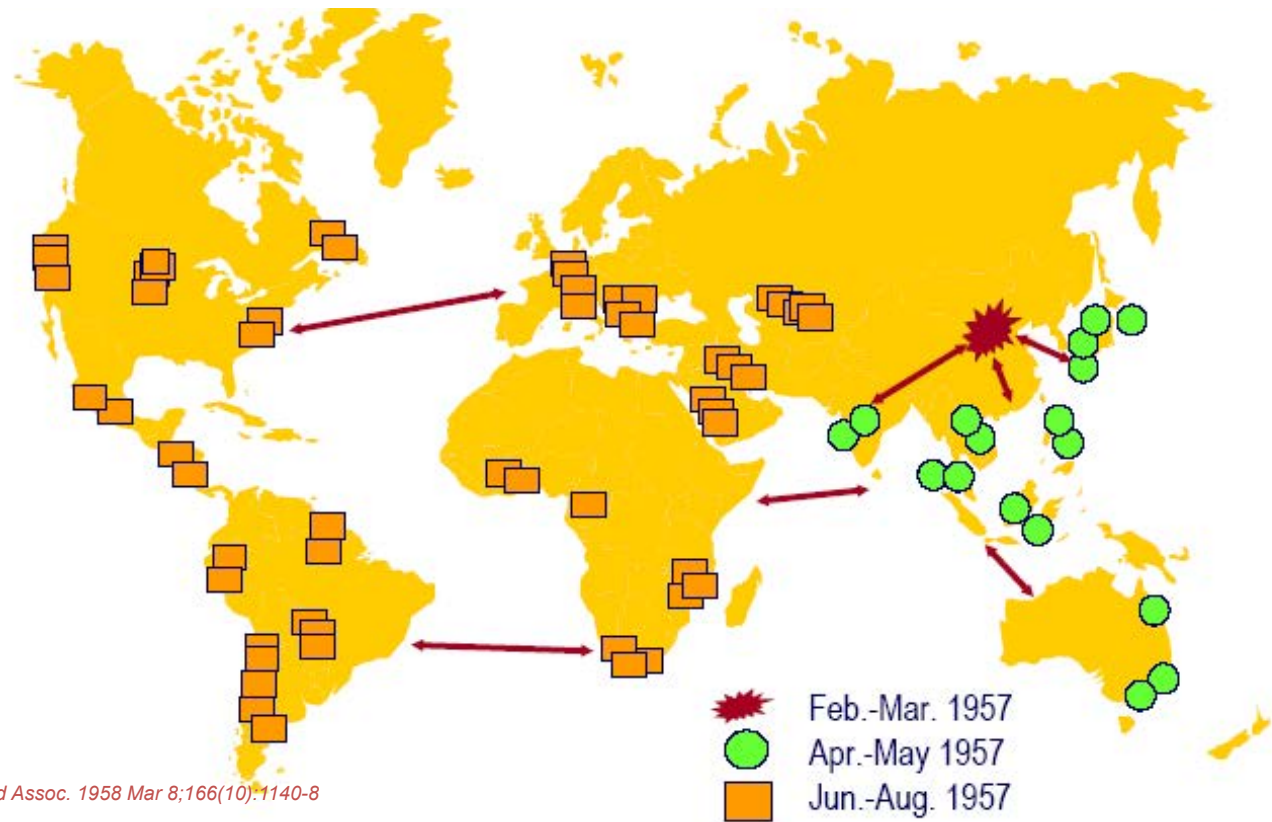 Feb.-Mar. 1957
Apr.-May 1957
Jun.-Aug. 1957
d Assoc. 1958 Mar 8;166(10):1140-8